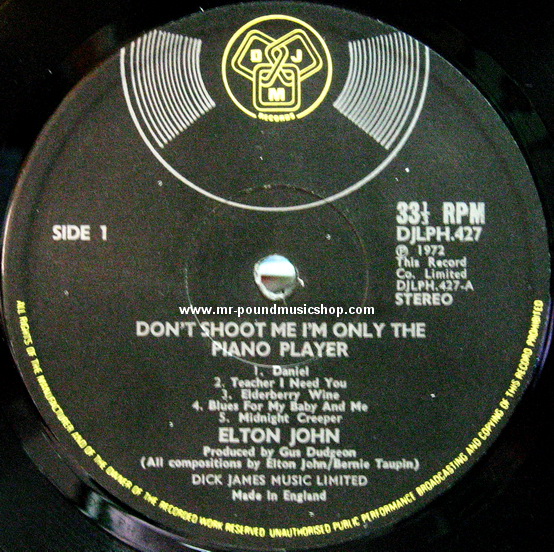 D J M
RECORDS
SIDE 1
33⅓ RPM
DJLPH.427
Ⓟ 1972
This Record
Co. Limited
DJLPH.427-A
STEREO
www.mr-poundmusicshop.com
DON'T SHOOT ME I'M ONLY THE
PIANO PLAYER
1. Daniel
2. Teacher I Need You
3. Elderberry Wine
4. Blues For My Baby And Me
5. Midnight Creeper
ELTON JOHN
Produced by Gus Dudgeon
(All compositions by Elton John/Bernie Taupin)
DICK JAMES MUSIC LIMITED
Made in England
ALL RIGHTS OF THE MANUFACTURER AND OF THE OWNER OF THE RECORDED WORK RESERVED UNAUTHORISED PUBLIC PERFORMANCE BROADCASTING AND COPYING OF THIS RECORD PROHIBITED